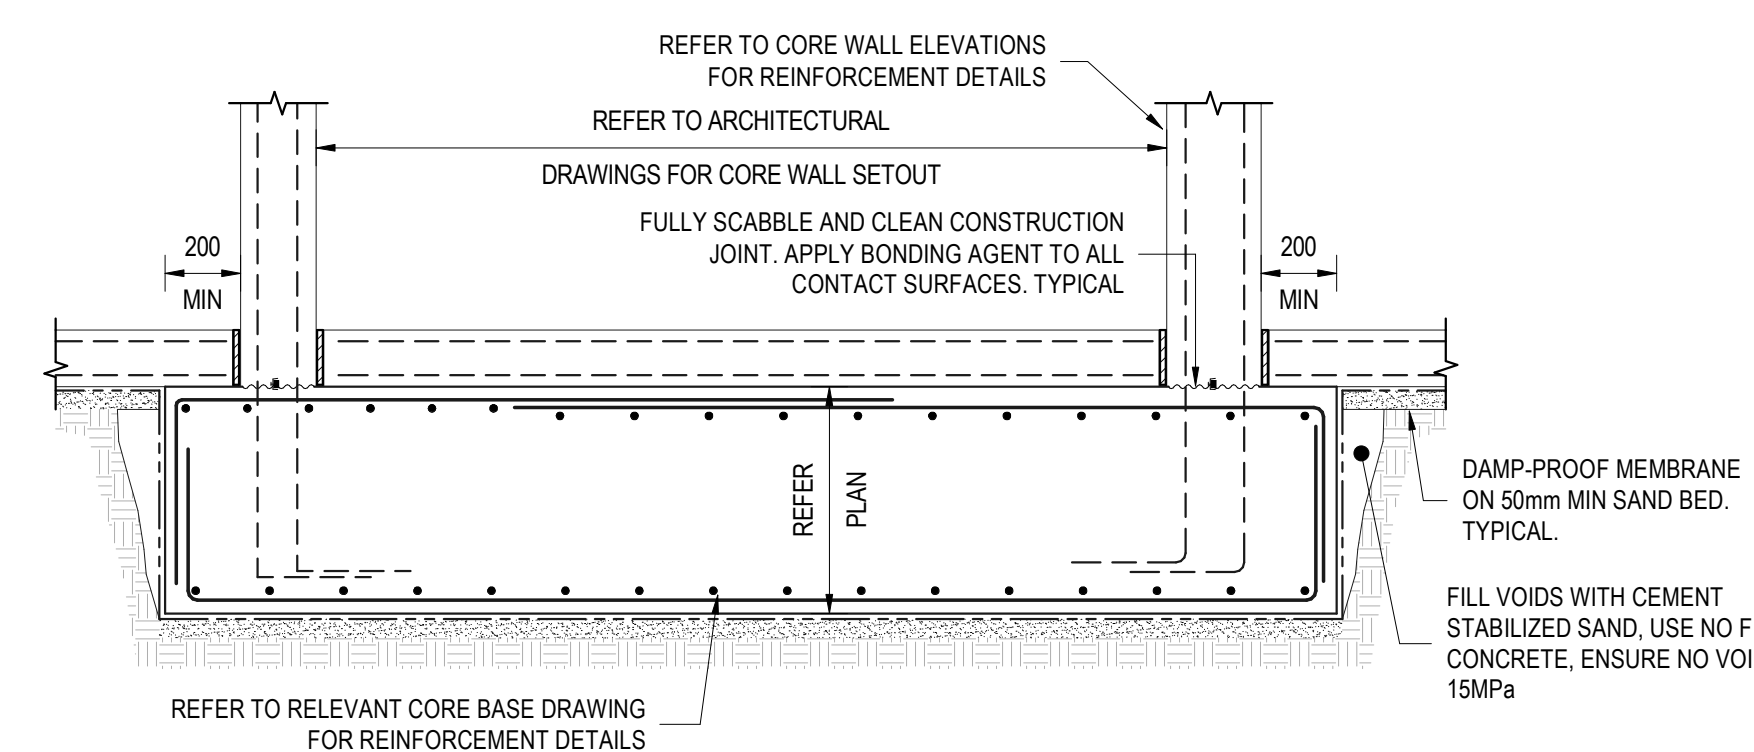 REFER TO CORE WALL ELEVATIONS
FOR REINFORCEMENT DETAILS
REFER TO ARCHITECTURAL
DRAWINGS FOR CORE WALL SETOUT
FULLY SCABBLE AND CLEAN CONSTRUCTION
JOINT. APPLY BONDING AGENT TO ALL
CONTACT SURFACES. TYPICAL
200
MIN
200
MIN
REFER
PLAN
DAMP-PROOF MEMBRANE
ON 50mm MIN SAND BED.
TYPICAL.
FILL VOIDS WITH CEMENT
STABILIZED SAND, USE NO F
CONCRETE, ENSURE NO VOI
15MPa
REFER TO RELEVANT CORE BASE DRAWING
FOR REINFORCEMENT DETAILS